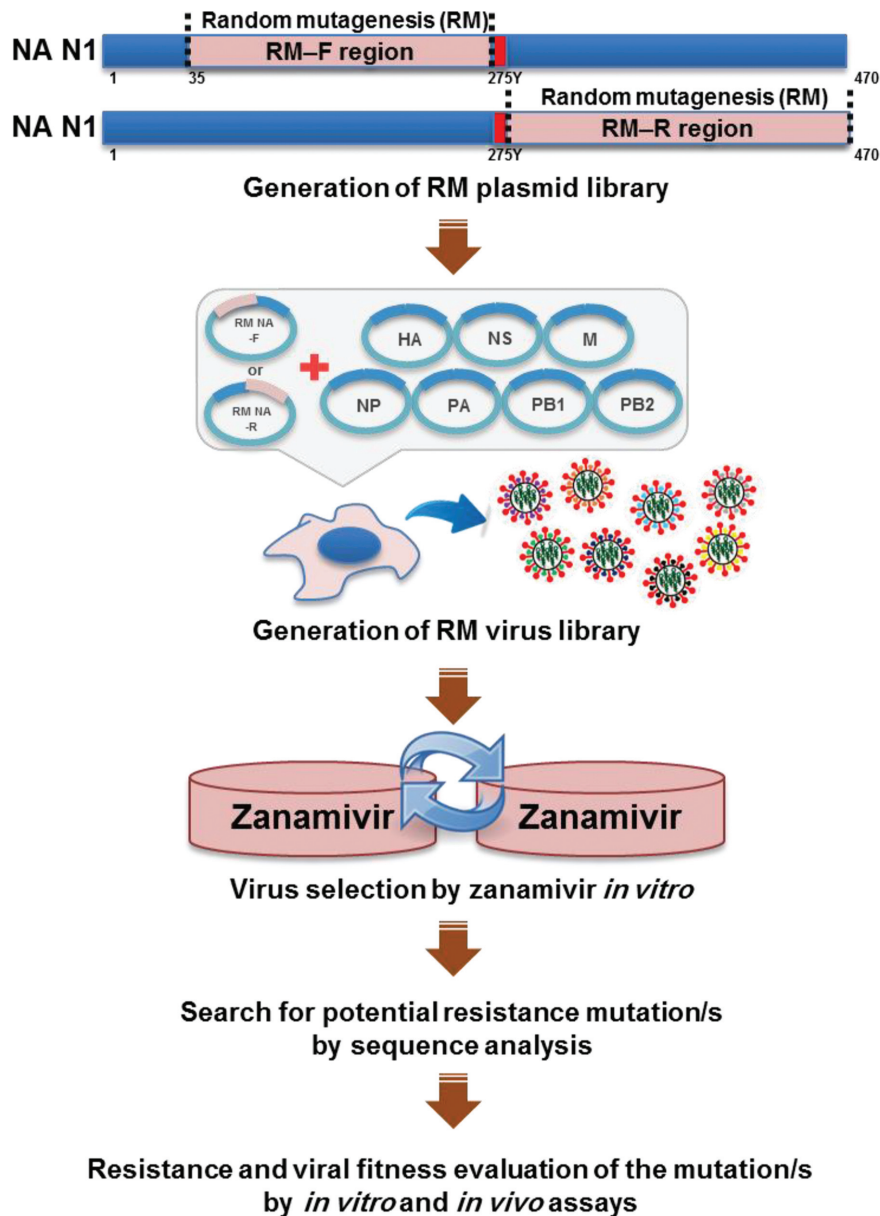 Random mutagenesis (RM)
NA N1
RM–F region
1
35
275Y
470
Random mutagenesis (RM)
NA N1
RM–R region
1
275Y
470
Generation of RM plasmid library
RM NA
-F
or
RM NA
-R
HA
NS
M
NP
PA
PB1
PB2
Generation of RM virus library
Zanamivir
Zanamivir
Virus selection by zanamivir in vitro
Search for potential resistance mutation/s
by sequence analysis
Resistance and viral fitness evaluation of the mutation/s
by in vitro and in vivo assays